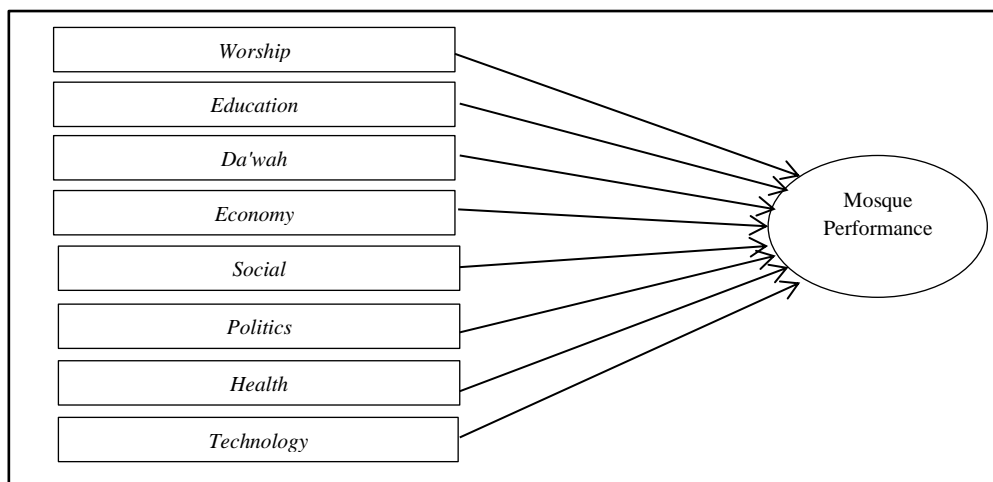 Worship
Education
Da'wah
Economy
Social
Politics
Health
Technology
Mosque
Performance